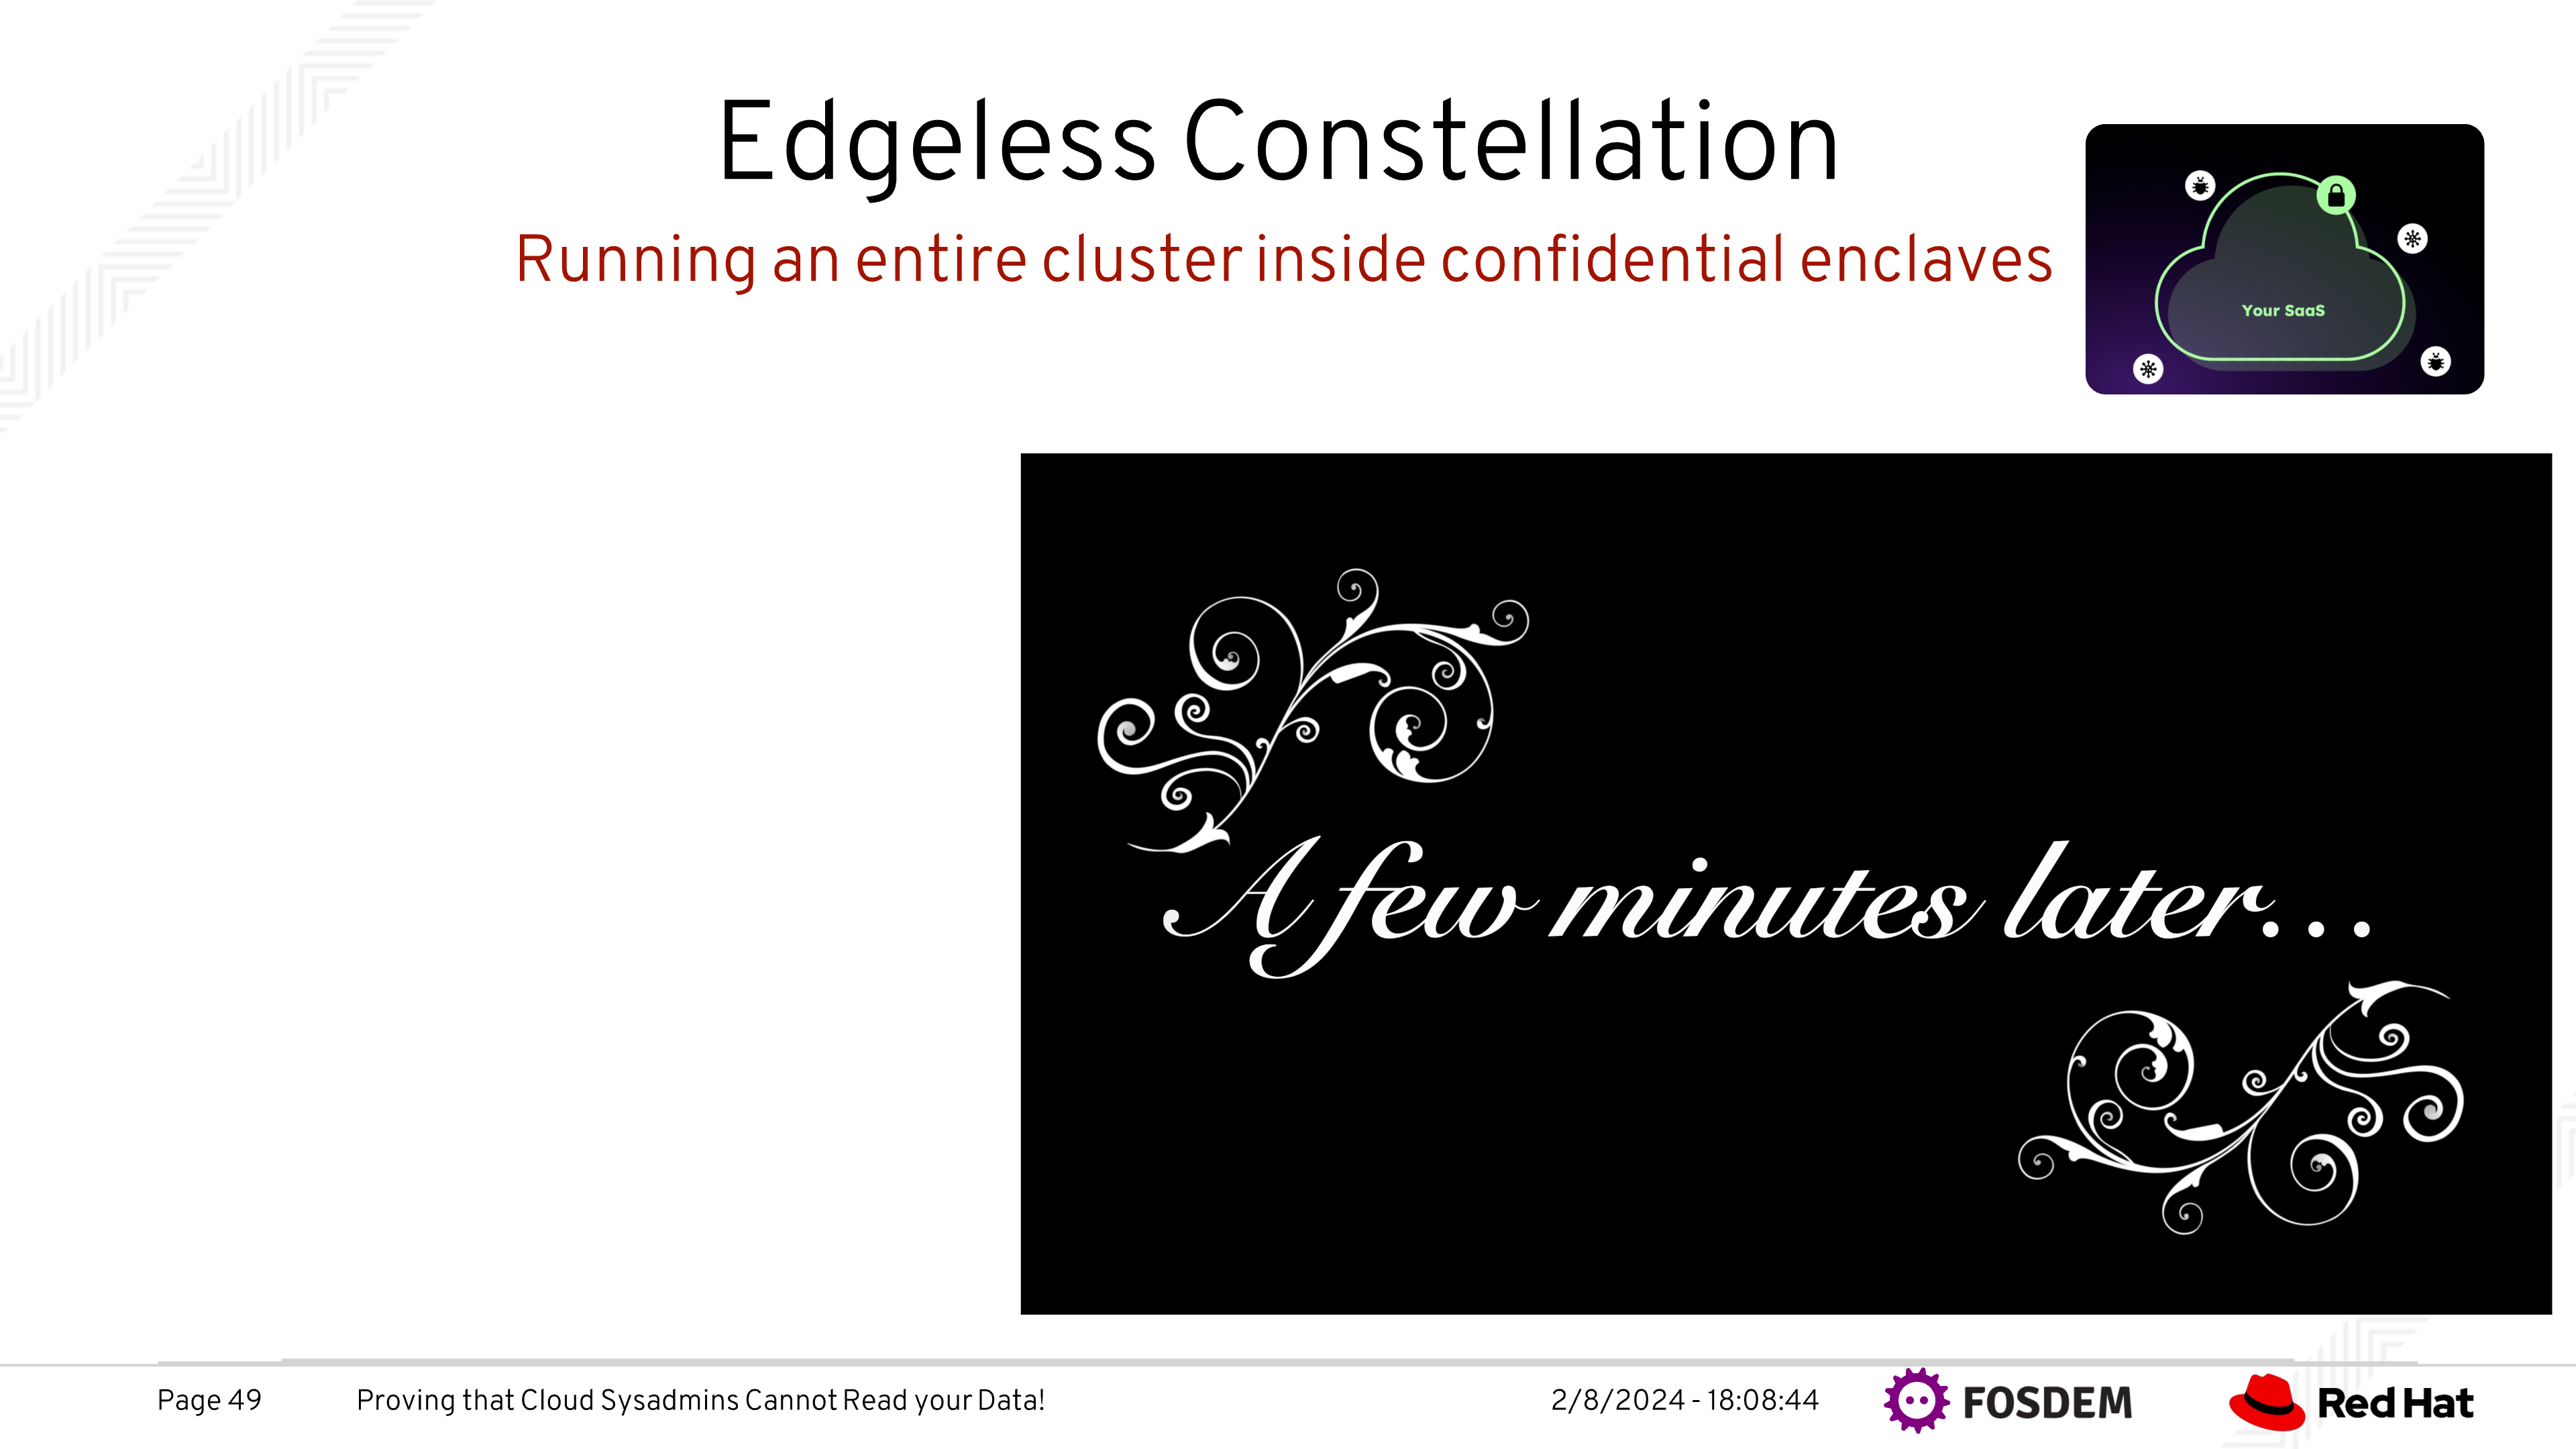 Edgeless Constellation
Running an entire cluster inside confidential enclaves
Your SaaS
A few minutes later...
Page 49
Proving that Cloud Sysadmins Cannot Read your Data!
2/8/2024 - 18:08:44
FOSDEM
Red Hat